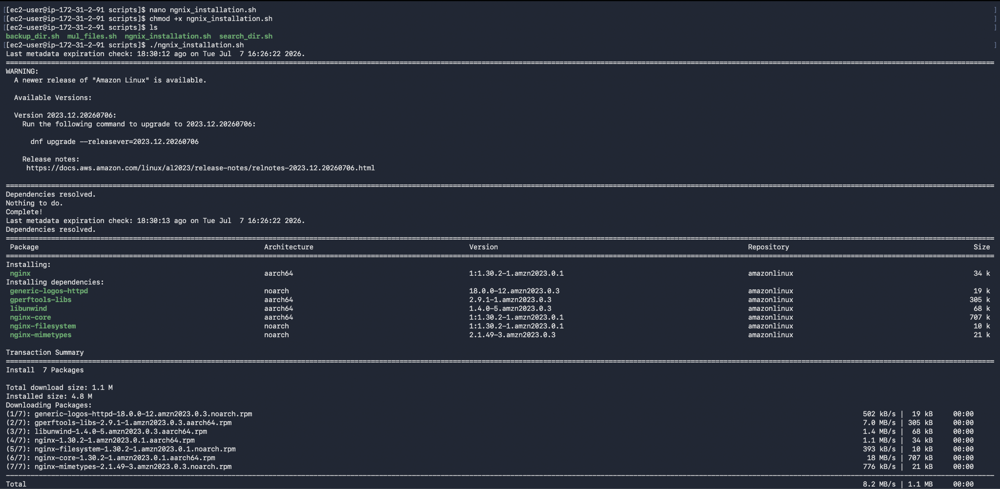 [[ec2-user@ip-172-31-2-91 scripts]$ nano ngnix_installation.sh ]
[[ec2-user@ip-172-31-2-91 scripts]$ chmod +x ngnix_installation.sh ]
[[ec2-user@ip-172-31-2-91 scripts]$ ls ]
backup_dir.sh  mul_files.sh  ngnix_installation.sh  search_dir.sh
[[ec2-user@ip-172-31-2-91 scripts]$ ./ngnix_installation.sh ]
Last metadata expiration check: 18:30:12 ago on Tue Jul  7 16:26:22 2026.
================================================================================
WARNING:
  A newer release of "Amazon Linux" is available.

  Available Versions:

  Version 2023.12.20260706:
    Run the following command to upgrade to 2023.12.20260706:

      dnf upgrade --releasever=2023.12.20260706

    Release notes:
     https://docs.aws.amazon.com/linux/al2023/release-notes/relnotes-2023.12.20260706.html

================================================================================
Dependencies resolved.
Nothing to do.
Complete!
Last metadata expiration check: 18:30:13 ago on Tue Jul  7 16:26:22 2026.
Dependencies resolved.
================================================================================
 Package  Architecture  Version  Repository  Size
================================================================================
Installing:
 nginx  aarch64  1:1.30.2-1.amzn2023.0.1  amazonlinux  34 k
Installing dependencies:
 generic-logos-httpd  noarch  18.0.0-12.amzn2023.0.3  amazonlinux  19 k
 gperftools-libs  aarch64  2.9.1-1.amzn2023.0.3  amazonlinux  305 k
 libunwind  aarch64  1.4.0-5.amzn2023.0.3  amazonlinux  68 k
 nginx-core  aarch64  1:1.30.2-1.amzn2023.0.1  amazonlinux  707 k
 nginx-filesystem  noarch  1:1.30.2-1.amzn2023.0.1  amazonlinux  10 k
 nginx-mimetypes  noarch  2.1.49-3.amzn2023.0.3  amazonlinux  21 k

Transaction Summary
================================================================================
Install  7 Packages

Total download size: 1.1 M
Installed size: 4.8 M
Downloading Packages:
(1/7): generic-logos-httpd-18.0.0-12.amzn2023.0.3.noarch.rpm  502 kB/s |  19 kB  00:00
(2/7): gperftools-libs-2.9.1-1.amzn2023.0.3.aarch64.rpm  7.0 MB/s | 305 kB  00:00
(3/7): libunwind-1.4.0-5.amzn2023.0.3.aarch64.rpm  1.4 MB/s |  68 kB  00:00
(4/7): nginx-1.30.2-1.amzn2023.0.1.aarch64.rpm  1.1 MB/s |  34 kB  00:00
(5/7): nginx-filesystem-1.30.2-1.amzn2023.0.1.noarch.rpm  393 kB/s |  10 kB  00:00
(6/7): nginx-core-1.30.2-1.amzn2023.0.1.aarch64.rpm  18 MB/s | 707 kB  00:00
(7/7): nginx-mimetypes-2.1.49-3.amzn2023.0.3.noarch.rpm  776 kB/s |  21 kB  00:00
--------------------------------------------------------------------------------
Total  8.2 MB/s | 1.1 MB  00:00